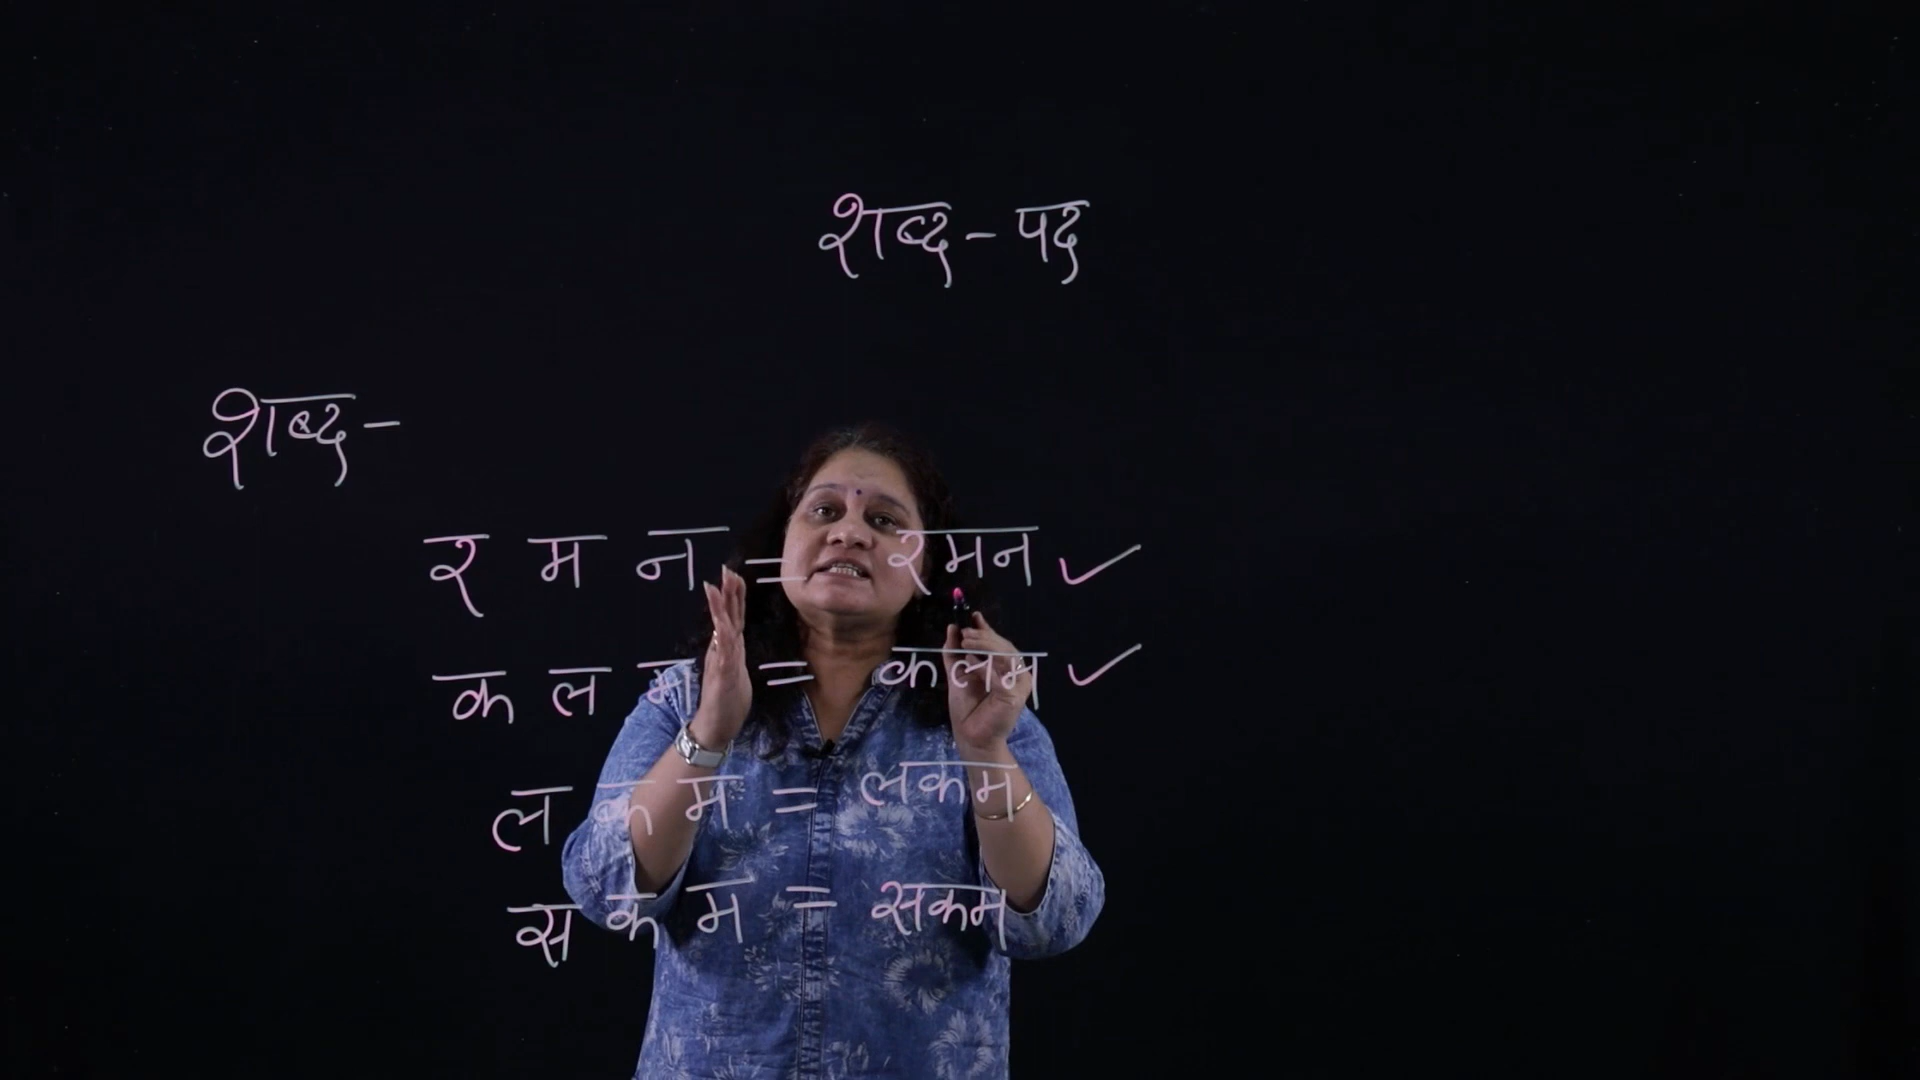 शब्द - पद
शब्द -
र म न = रमन ✓
क ल म = कलम ✓
ल क म = लकम
स क म = सकम